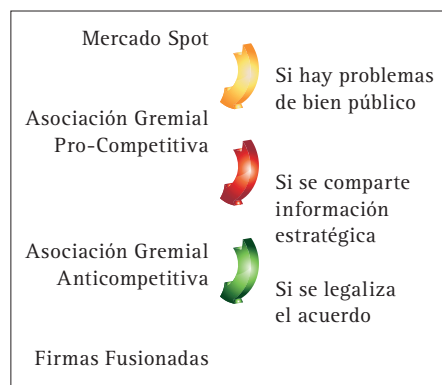 Mercado Spot
Si hay problemas
de bien público
Asociación Gremial
Pro-Competitiva
Si se comparte
información
estratégica
Asociación Gremial
Anticompetitiva
Si se legaliza
el acuerdo
Firmas Fusionadas